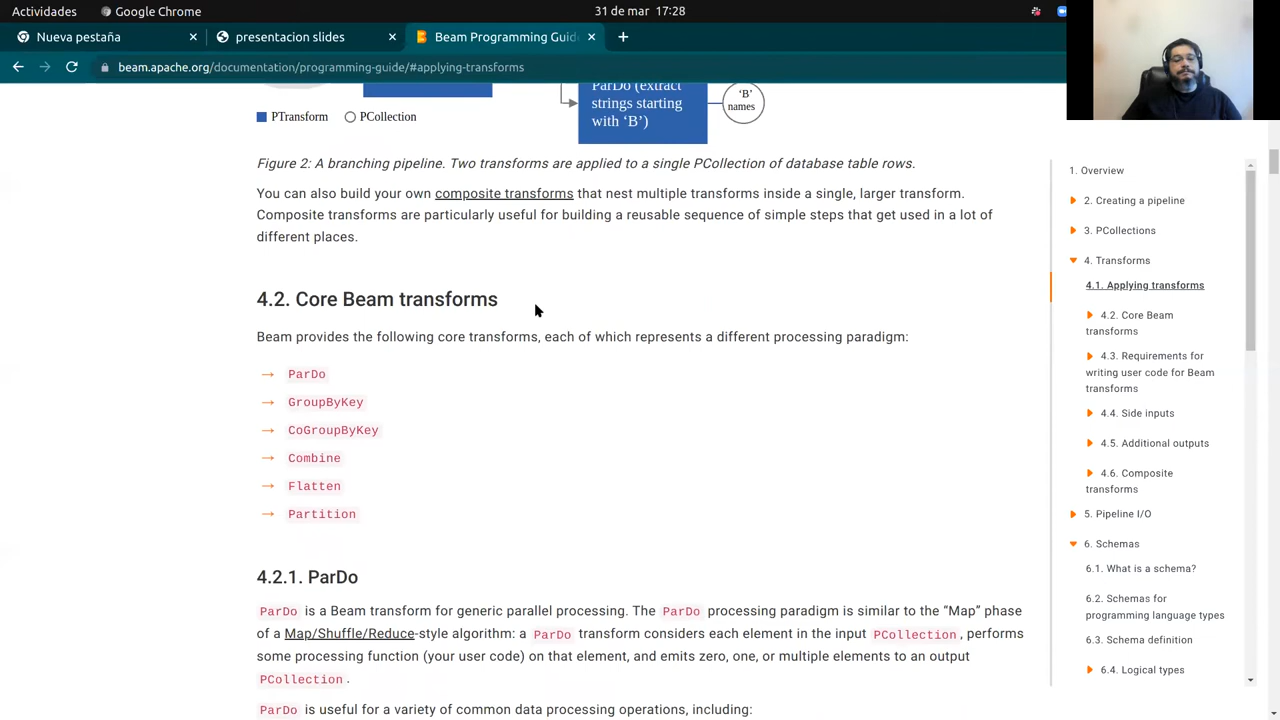 Actividades
Google Chrome
31 de mar 17:28
Nueva pestaña
presentacion slides
Beam Programming Guid
beam.apache.org/documentation/programming-guide/#applying-transforms
ParDo (extract
strings starting
with ‘B’)
‘B’
names
PTransform
PCollection
Figure 2: A branching pipeline. Two transforms are applied to a single PCollection of database table rows.
You can also build your own composite transforms that nest multiple transforms inside a single, larger transform.
Composite transforms are particularly useful for building a reusable sequence of simple steps that get used in a lot of
different places.
4.2. Core Beam transforms
Beam provides the following core transforms, each of which represents a different processing paradigm:
→ ParDo
→ GroupByKey
→ CoGroupByKey
→ Combine
→ Flatten
→ Partition
4.2.1. ParDo
ParDo is a Beam transform for generic parallel processing. The ParDo processing paradigm is similar to the “Map” phase
of a Map/Shuffle/Reduce-style algorithm: a ParDo transform considers each element in the input PCollection, performs
some processing function (your user code) on that element, and emits zero, one, or multiple elements to an output
PCollection.
ParDo is useful for a variety of common data processing operations, including:
1. Overview
2. Creating a pipeline
3. PCollections
4. Transforms
4.1. Applying transforms
4.2. Core Beam
transforms
4.3. Requirements for
writing user code for Beam
transforms
4.4. Side inputs
4.5. Additional outputs
4.6. Composite
transforms
5. Pipeline I/O
6. Schemas
6.1. What is a schema?
6.2. Schemas for
programming language types
6.3. Schema definition
6.4. Logical types